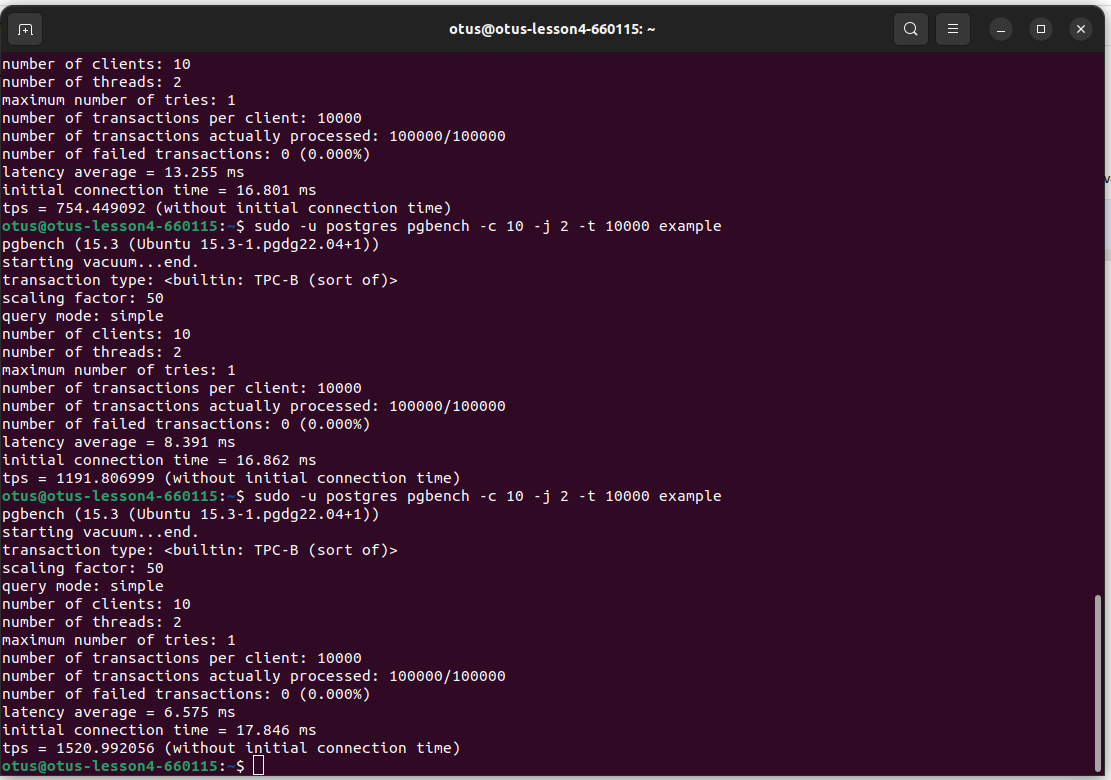 otus@otus-lesson4-660115: ~
number of clients: 10
number of threads: 2
maximum number of tries: 1
number of transactions per client: 10000
number of transactions actually processed: 100000/100000
number of failed transactions: 0 (0.000%)
latency average = 13.255 ms
initial connection time = 16.801 ms
tps = 754.449092 (without initial connection time)
otus@otus-lesson4-660115:~$ sudo -u postgres pgbench -c 10 -j 2 -t 10000 example
pgbench (15.3 (Ubuntu 15.3-1.pgdg22.04+1))
starting vacuum...end.
transaction type: <builtin: TPC-B (sort of)>
scaling factor: 50
query mode: simple
number of clients: 10
number of threads: 2
maximum number of tries: 1
number of transactions per client: 10000
number of transactions actually processed: 100000/100000
number of failed transactions: 0 (0.000%)
latency average = 8.391 ms
initial connection time = 16.862 ms
tps = 1191.806999 (without initial connection time)
otus@otus-lesson4-660115:~$ sudo -u postgres pgbench -c 10 -j 2 -t 10000 example
pgbench (15.3 (Ubuntu 15.3-1.pgdg22.04+1))
starting vacuum...end.
transaction type: <builtin: TPC-B (sort of)>
scaling factor: 50
query mode: simple
number of clients: 10
number of threads: 2
maximum number of tries: 1
number of transactions per client: 10000
number of transactions actually processed: 100000/100000
number of failed transactions: 0 (0.000%)
latency average = 6.575 ms
initial connection time = 17.846 ms
tps = 1520.992056 (without initial connection time)
otus@otus-lesson4-660115:~$